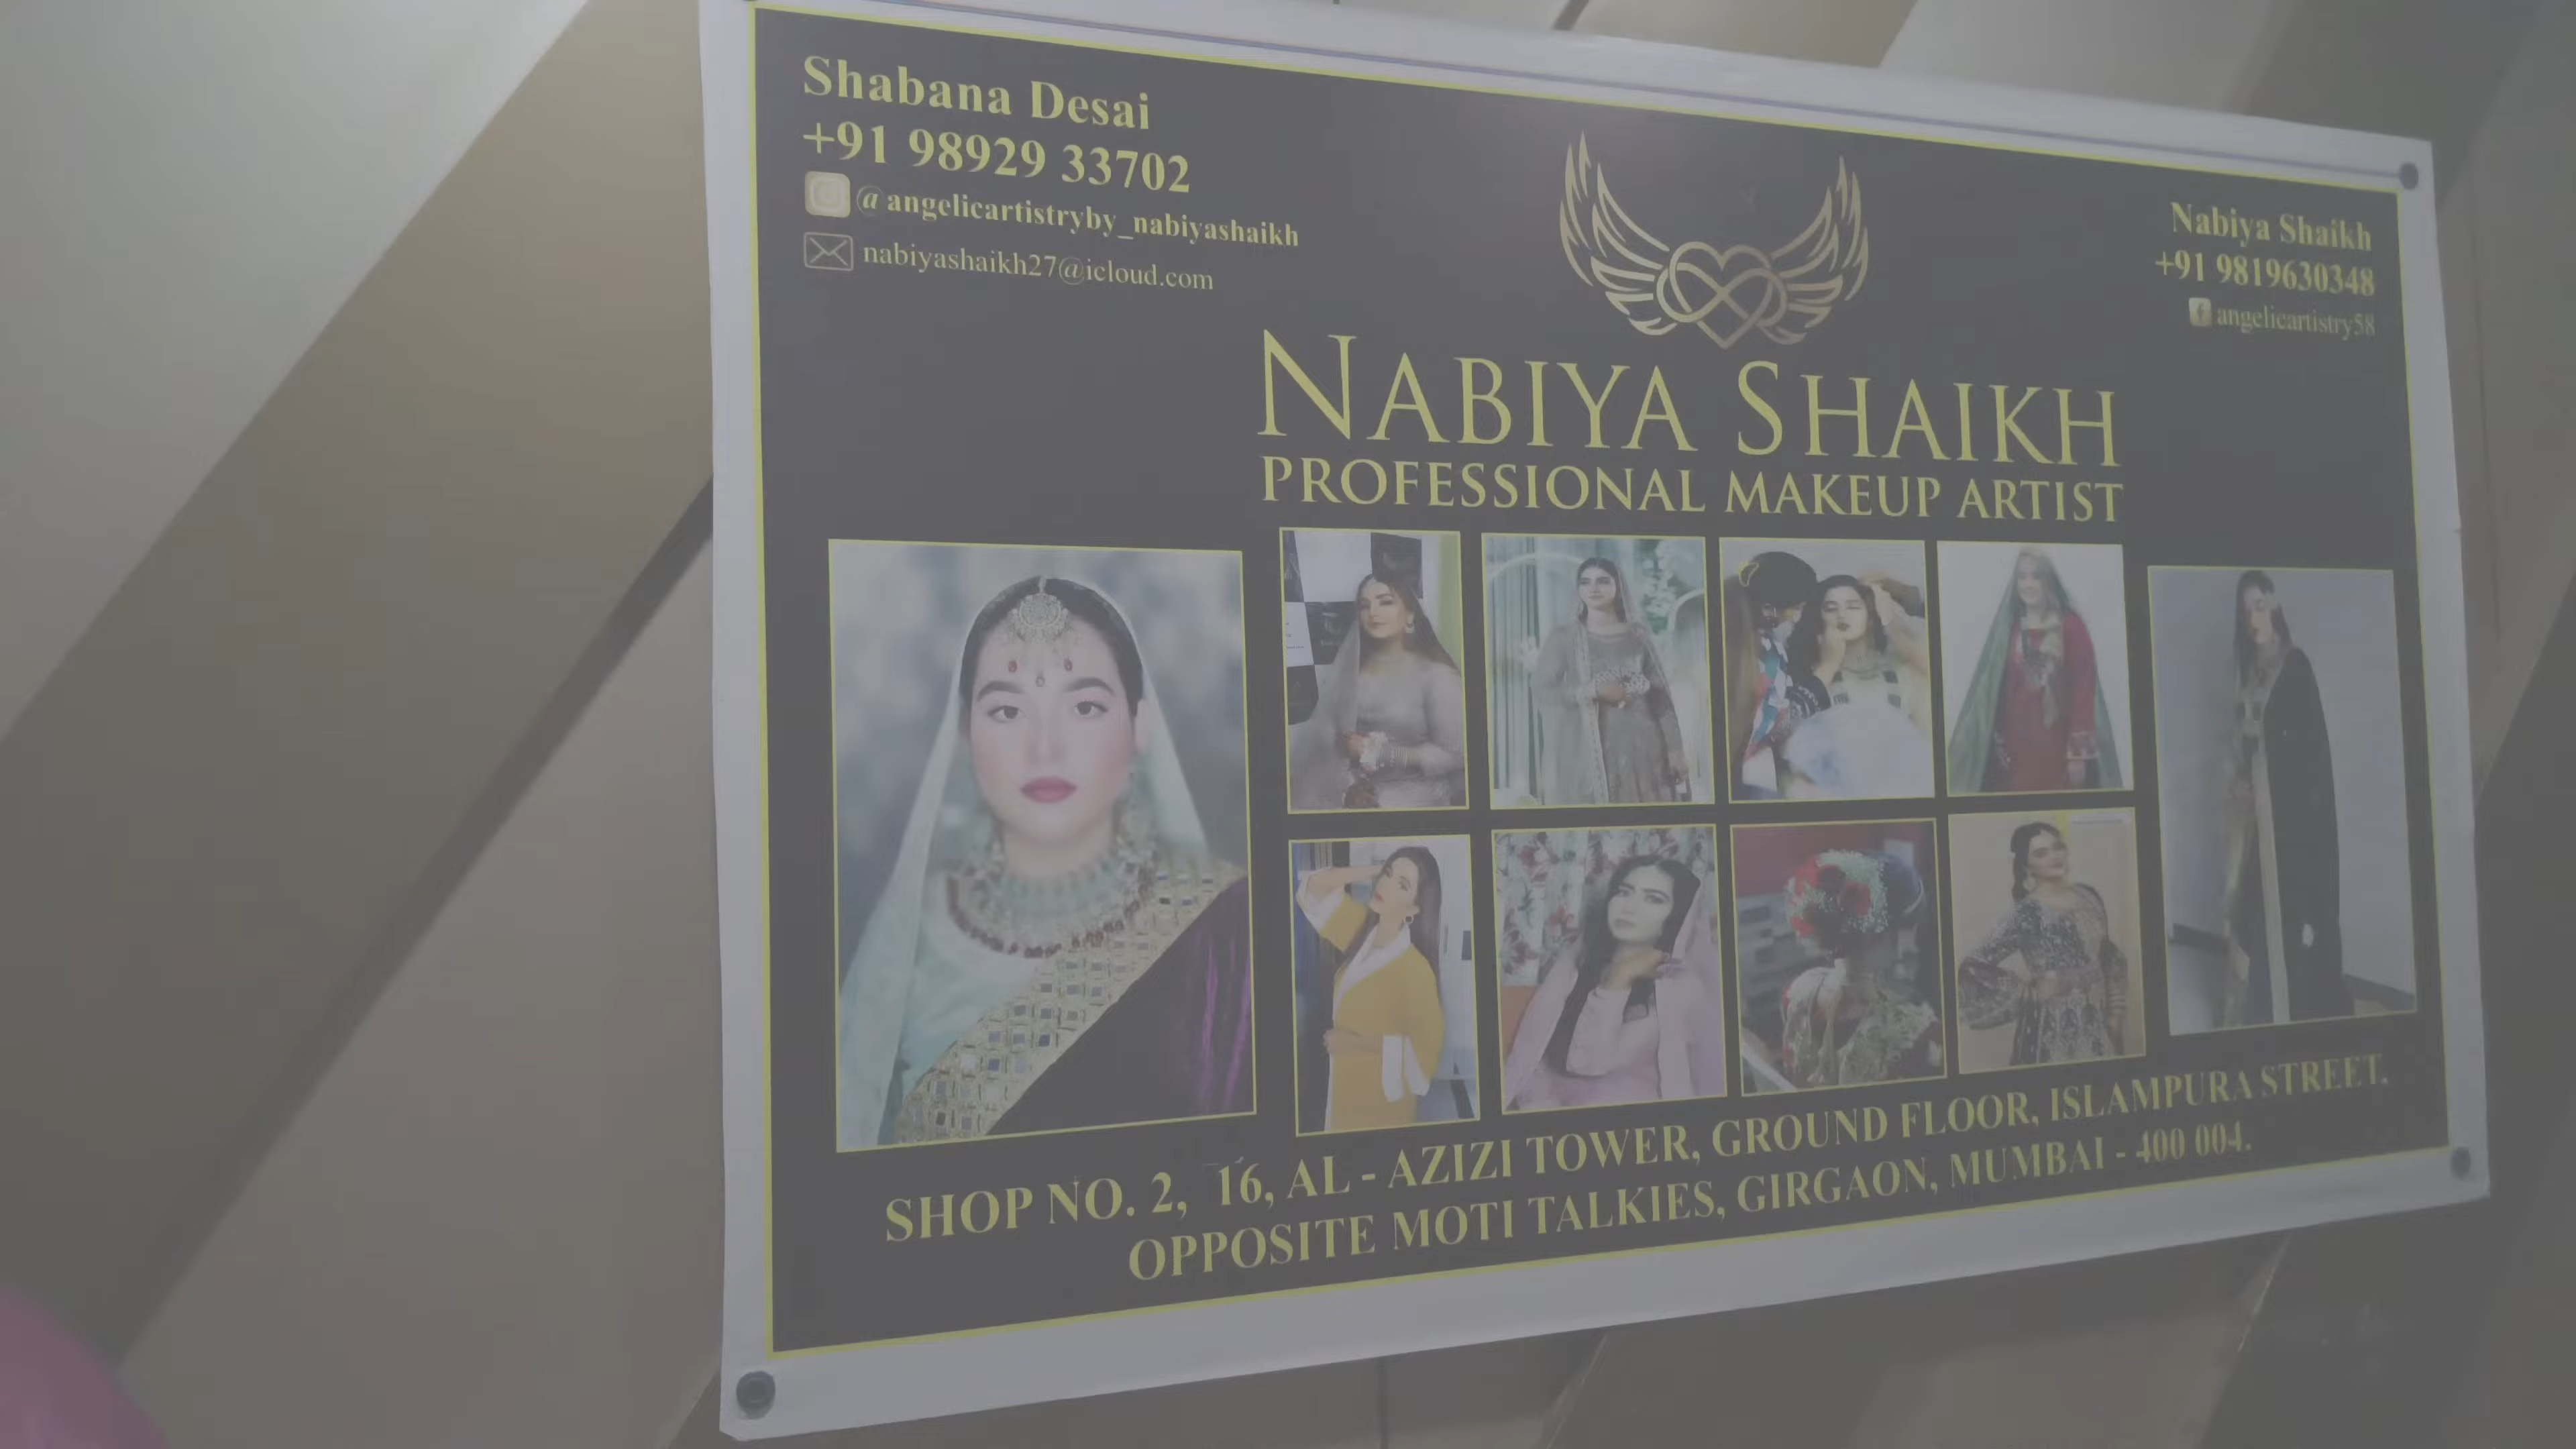 Shabana Desai
+91 98929 33702
@angelicartistryby_nabiyashaikh
nabiyashaikh27@icloud.com
Nabiya Shaikh
+91 9819630348
angelicartistry58
NABIYA SHAIKH
PROFESSIONAL MAKEUP ARTIST
SHOP NO. 2, 16, AL - AZIZI TOWER, GROUND FLOOR, ISLAMPURA STREET.
OPPOSITE MOTI TALKIES, GIRGAON, MUMBAI - 400 004.